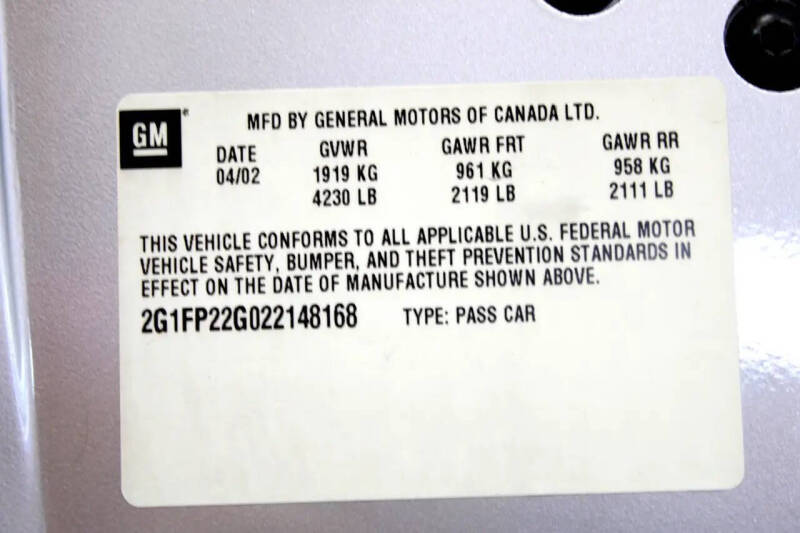 GM
MFD BY GENERAL MOTORS OF CANADA LTD.
DATE GVWR GAWR FRT GAWR RR
04/02 1919 KG 961 KG 958 KG
4230 LB 2119 LB 2111 LB
THIS VEHICLE CONFORMS TO ALL APPLICABLE U.S. FEDERAL MOTOR
VEHICLE SAFETY, BUMPER, AND THEFT PREVENTION STANDARDS IN
EFFECT ON THE DATE OF MANUFACTURE SHOWN ABOVE.
2G1FP22G022148168 TYPE: PASS CAR